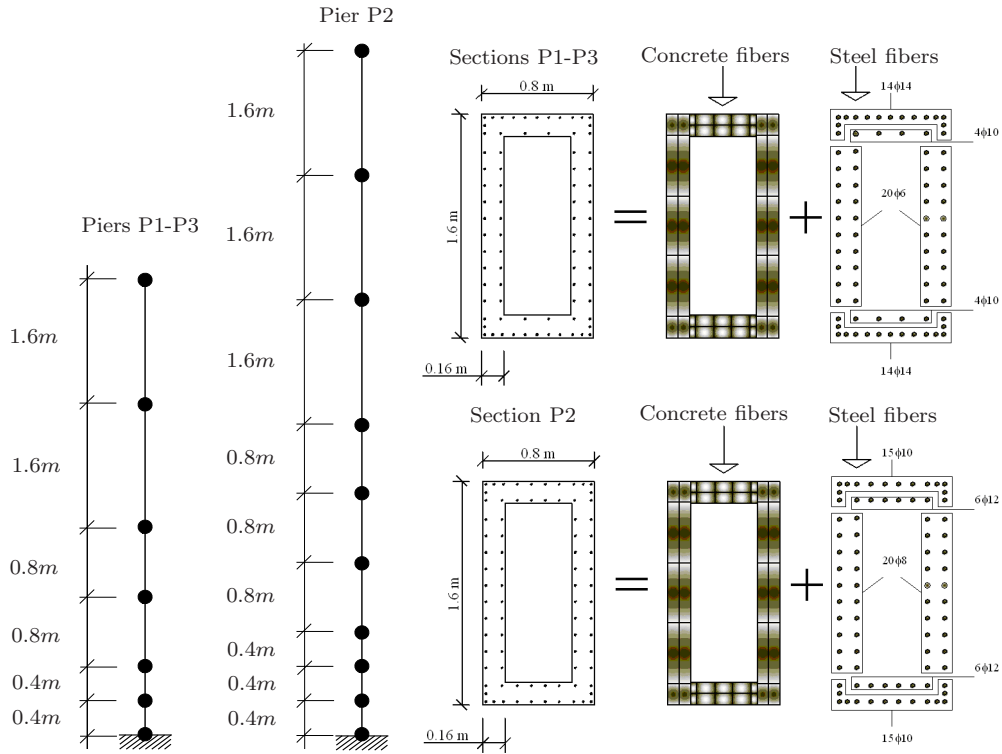 Pier P2
1.6m
1.6m
1.6m
0.8m
0.8m
0.8m
0.4m
0.4m
0.4m
Piers P1-P3
1.6m
1.6m
0.8m
0.8m
0.4m
0.4m
Sections P1-P3
0.8 m
1.6 m
0.16 m
=
Concrete fibers
+
Steel fibers
14ϕ14
4ϕ10
20ϕ6
4ϕ10
14ϕ14
Section P2
0.8 m
1.6 m
0.16 m
=
Concrete fibers
+
Steel fibers
15ϕ10
6ϕ12
20ϕ8
6ϕ12
15ϕ10